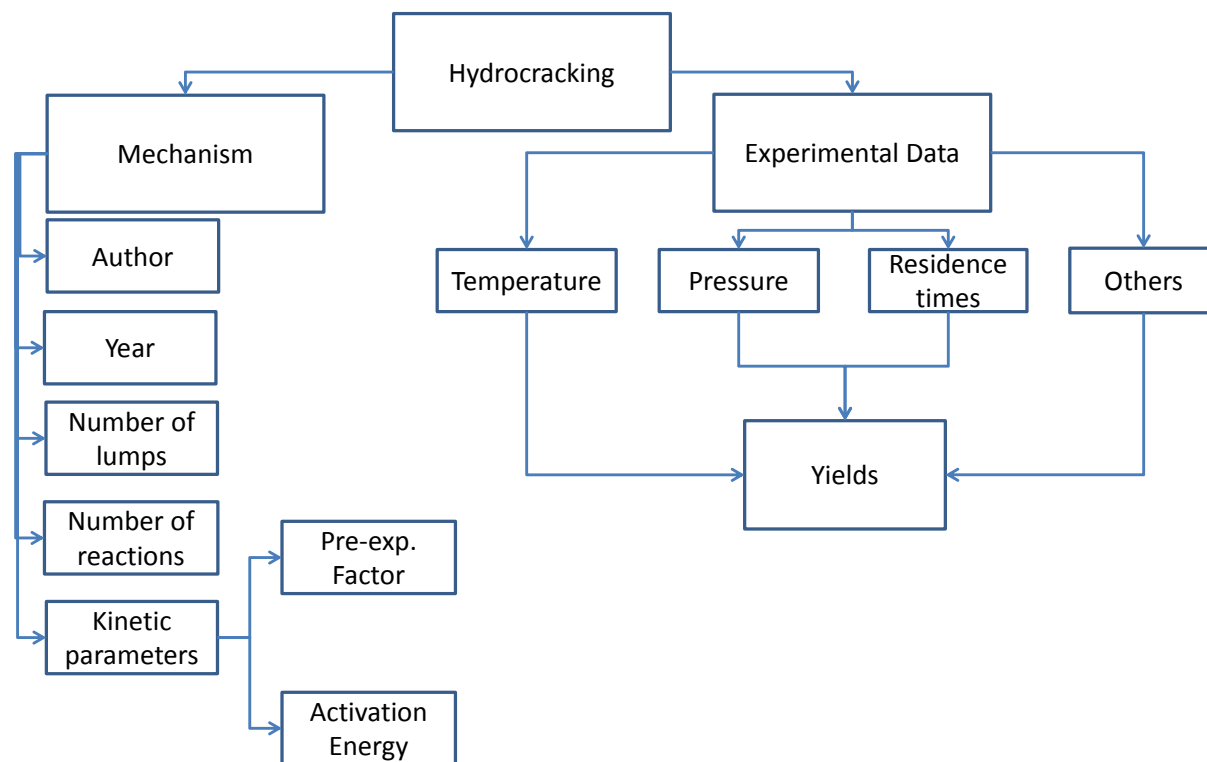 Hydrocracking
Mechanism
Experimental Data
Author
Temperature
Pressure
Residence
times
Others
Year
Number of
lumps
Yields
Number of
reactions
Pre-exp.
Factor
Kinetic
parameters
Activation
Energy